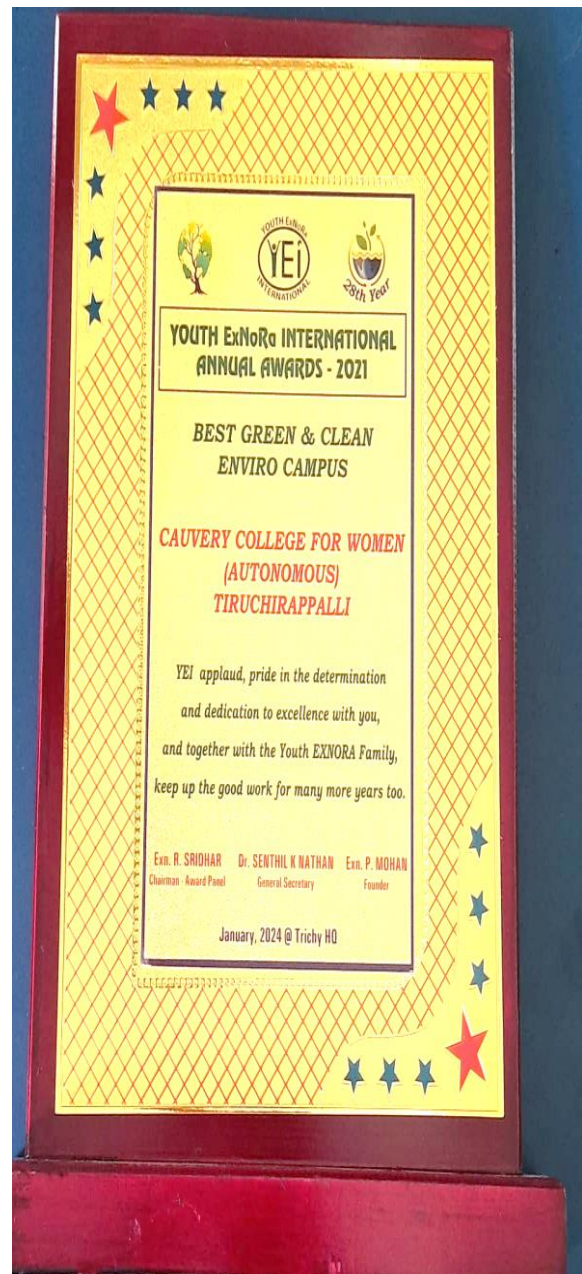 YOUTH ExNoRa
YEi
INTERNATIONAL
28th Year
YOUTH ExNoRa INTERNATIONAL
ANNUAL AWARDS - 2021
BEST GREEN & CLEAN
ENVIRO CAMPUS
CAUVERY COLLEGE FOR WOMEN
(AUTONOMOUS)
TIRUCHIRAPPALLI
YEI applaud, pride in the determination
and dedication to excellence with you,
and together with the Youth EXNORA Family,
keep up the good work for many more years too.
Exn. R. SRIDHAR Dr. SENTHIL K NATHAN Exn. P. MOHAN
Chairman - Award Panel General Secretary Founder
January, 2024 @ Trichy HQ